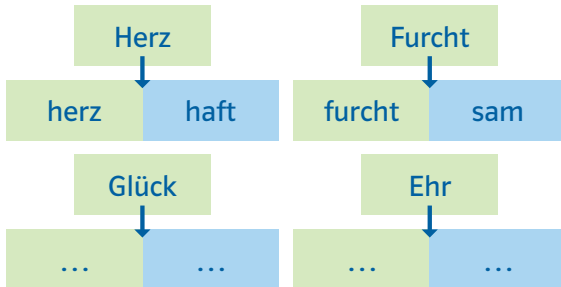 Herz Furcht
herz haft furcht sam
Glück Ehr
... ... ... ...